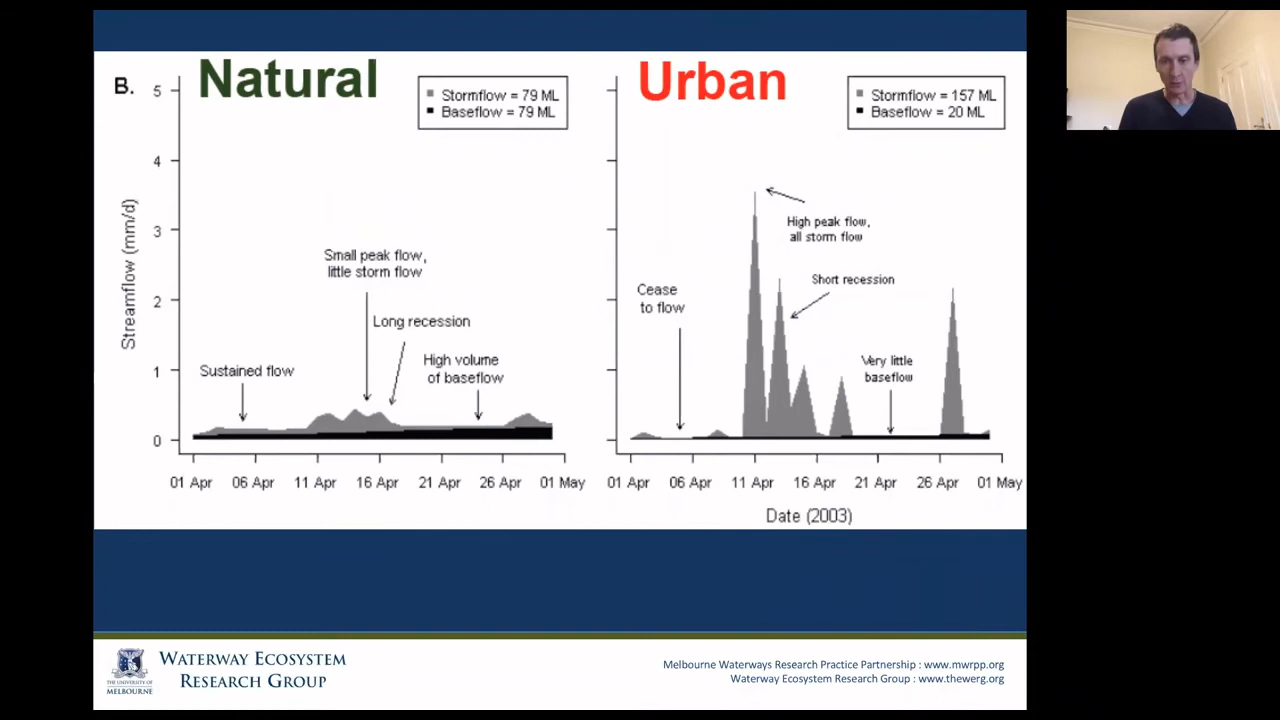 B.
Natural
Stormflow = 79 ML
Baseflow = 79 ML
5
4
3
2
1
0
Streamflow (mm/d)
Small peak flow,
little storm flow
Long recession
High volume
of baseflow
Sustained flow
01 Apr 06 Apr 11 Apr 16 Apr 21 Apr 26 Apr 01 May
Urban
Stormflow = 157 ML
Baseflow = 20 ML
High peak flow,
all storm flow
Short recession
Cease
to flow
Very little
baseflow
01 Apr 06 Apr 11 Apr 16 Apr 21 Apr 26 Apr 01 May
Date (2003)
THE UNIVERSITY OF
MELBOURNE
WATERWAY ECOSYSTEM
RESEARCH GROUP
Melbourne Waterways Research Practice Partnership : www.mwrpp.org
Waterway Ecosystem Research Group : www.thewerg.org